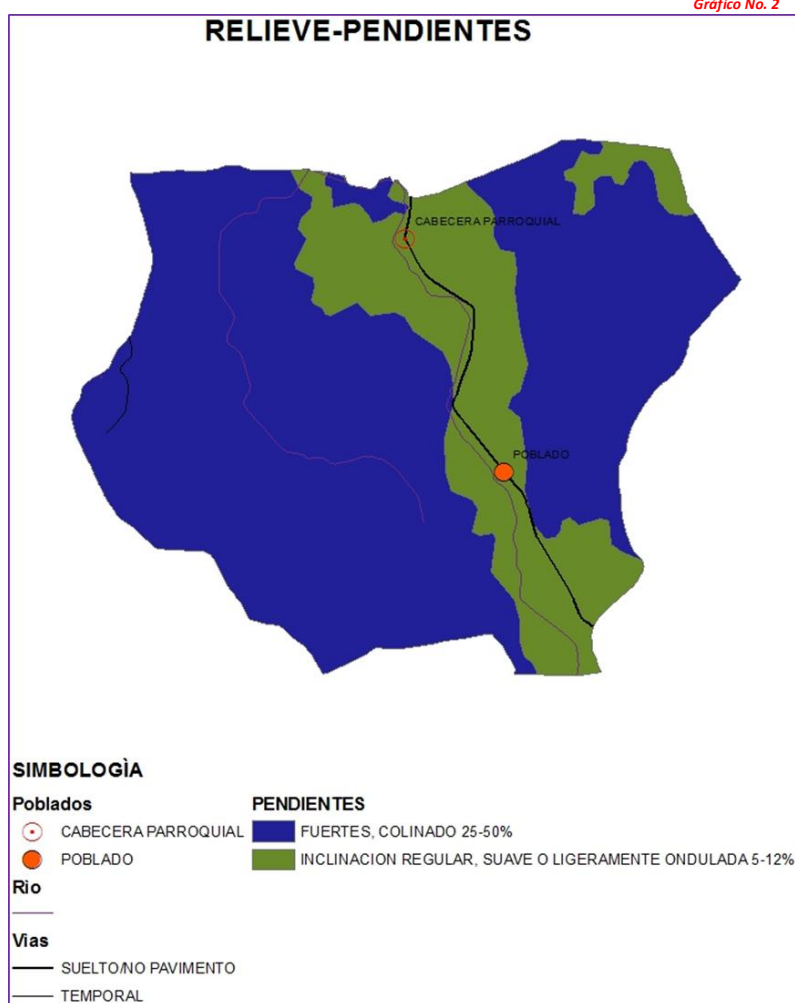 Gráfico No. 2
RELIEVE-PENDIENTES
CABECERA PARROQUIAL
POBLADO
SIMBOLOGÌA
Poblados
CABECERA PARROQUIAL
POBLADO
Rio
Vias
SUELTO/NO PAVIMENTO
TEMPORAL
PENDIENTES
FUERTES, COLINADO 25-50%
INCLINACION REGULAR, SUAVE O LIGERAMENTE ONDULADA 5-12%